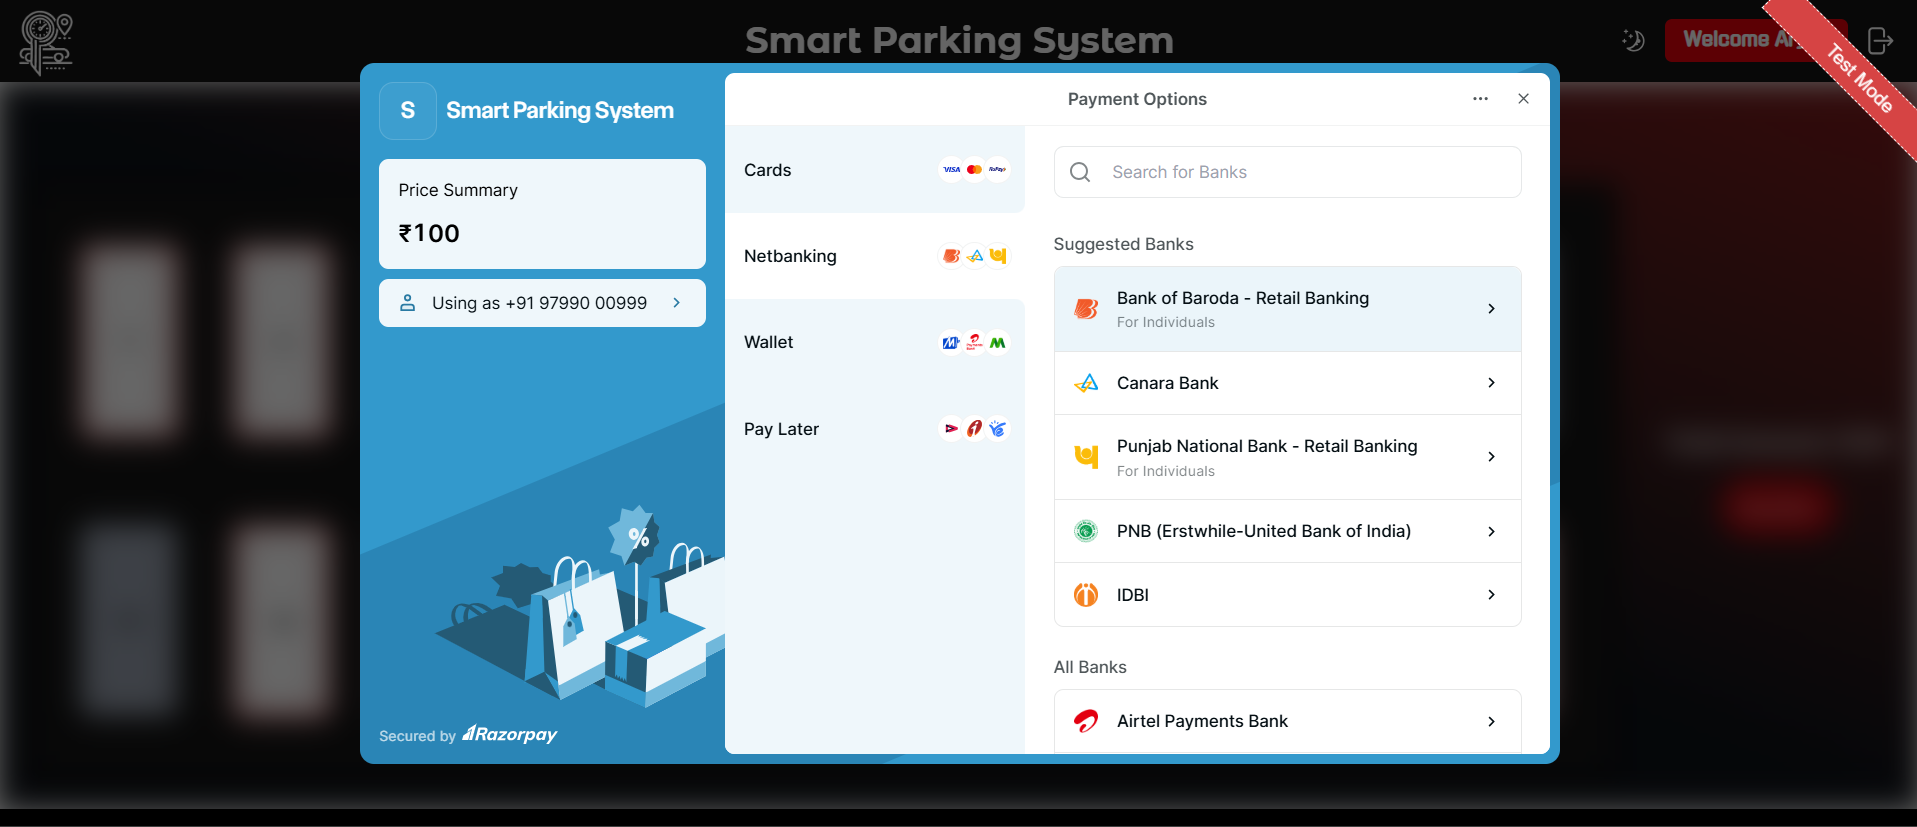 Smart Parking System
Welcome
Test Mode
S
Smart Parking System
Price Summary
₹100
Using as +91 97990 00999
%
Secured by Razorpay
Payment Options
Cards
VISA
RuPay
Netbanking
Wallet
Pay Later
Search for Banks
Suggested Banks
Bank of Baroda - Retail Banking
For Individuals
Canara Bank
Punjab National Bank - Retail Banking
For Individuals
PNB (Erstwhile-United Bank of India)
IDBI
All Banks
Airtel Payments Bank